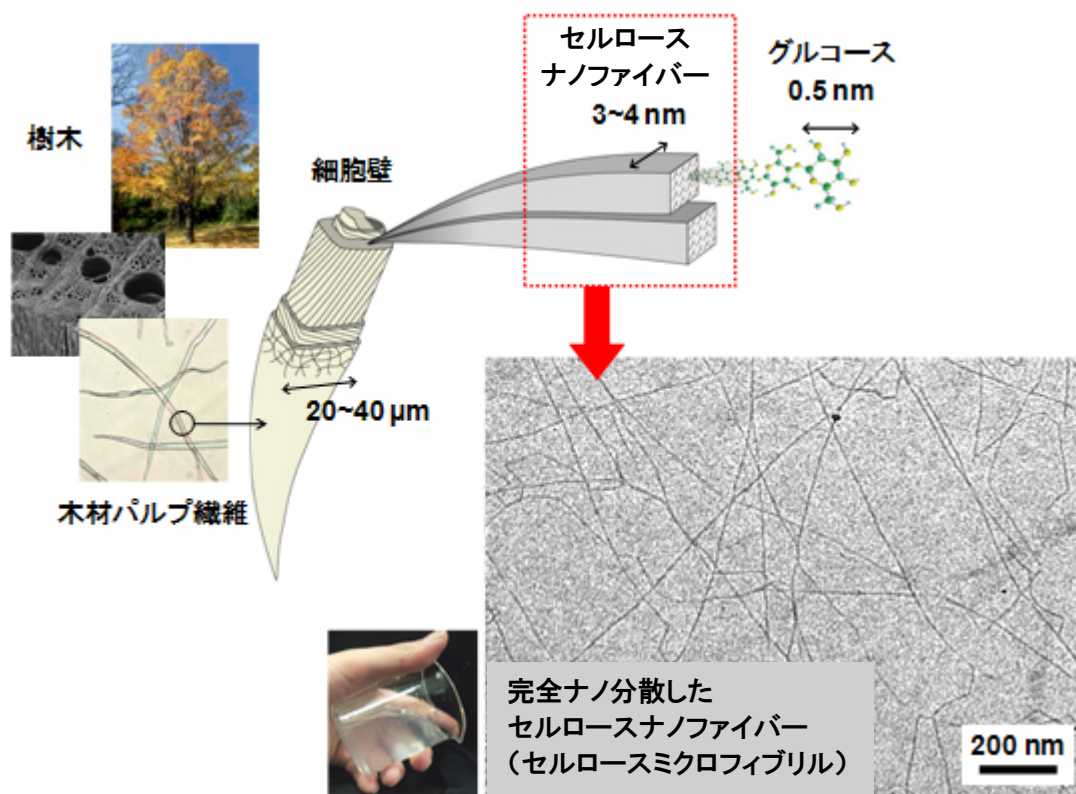 セルロース
ナノファイバー
3~4 nm
グルコース
0.5 nm
樹木
細胞壁
20~40 μm
木材パルプ繊維
完全ナノ分散した
セルロースナノファイバー
（セルロースミクロフィブリル）
200 nm